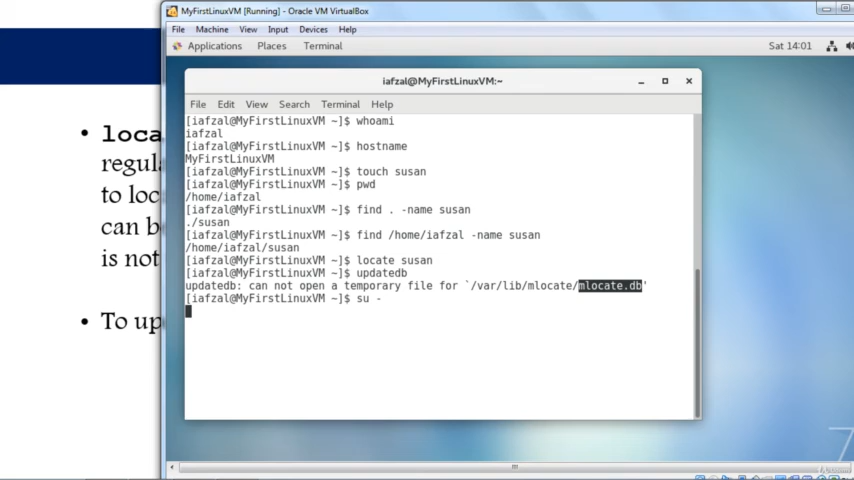 MyFirstLinuxVM [Running] - Oracle VM VirtualBox
File Machine View Input Devices Help
Applications Places Terminal Sat 14:01
iafzal@MyFirstLinuxVM:~
File Edit View Search Terminal Help
[iafzal@MyFirstLinuxVM ~]$ whoami
iafzal
[iafzal@MyFirstLinuxVM ~]$ hostname
MyFirstLinuxVM
[iafzal@MyFirstLinuxVM ~]$ touch susan
[iafzal@MyFirstLinuxVM ~]$ pwd
/home/iafzal
[iafzal@MyFirstLinuxVM ~]$ find . -name susan
./susan
[iafzal@MyFirstLinuxVM ~]$ find /home/iafzal -name susan
/home/iafzal/susan
[iafzal@MyFirstLinuxVM ~]$ locate susan
[iafzal@MyFirstLinuxVM ~]$ updatedb
updatedb: can not open a temporary file for `/var/lib/mlocate/mlocate.db'
[iafzal@MyFirstLinuxVM ~]$ su -
• loca
regula
to loc
can b
is not
• To up
7